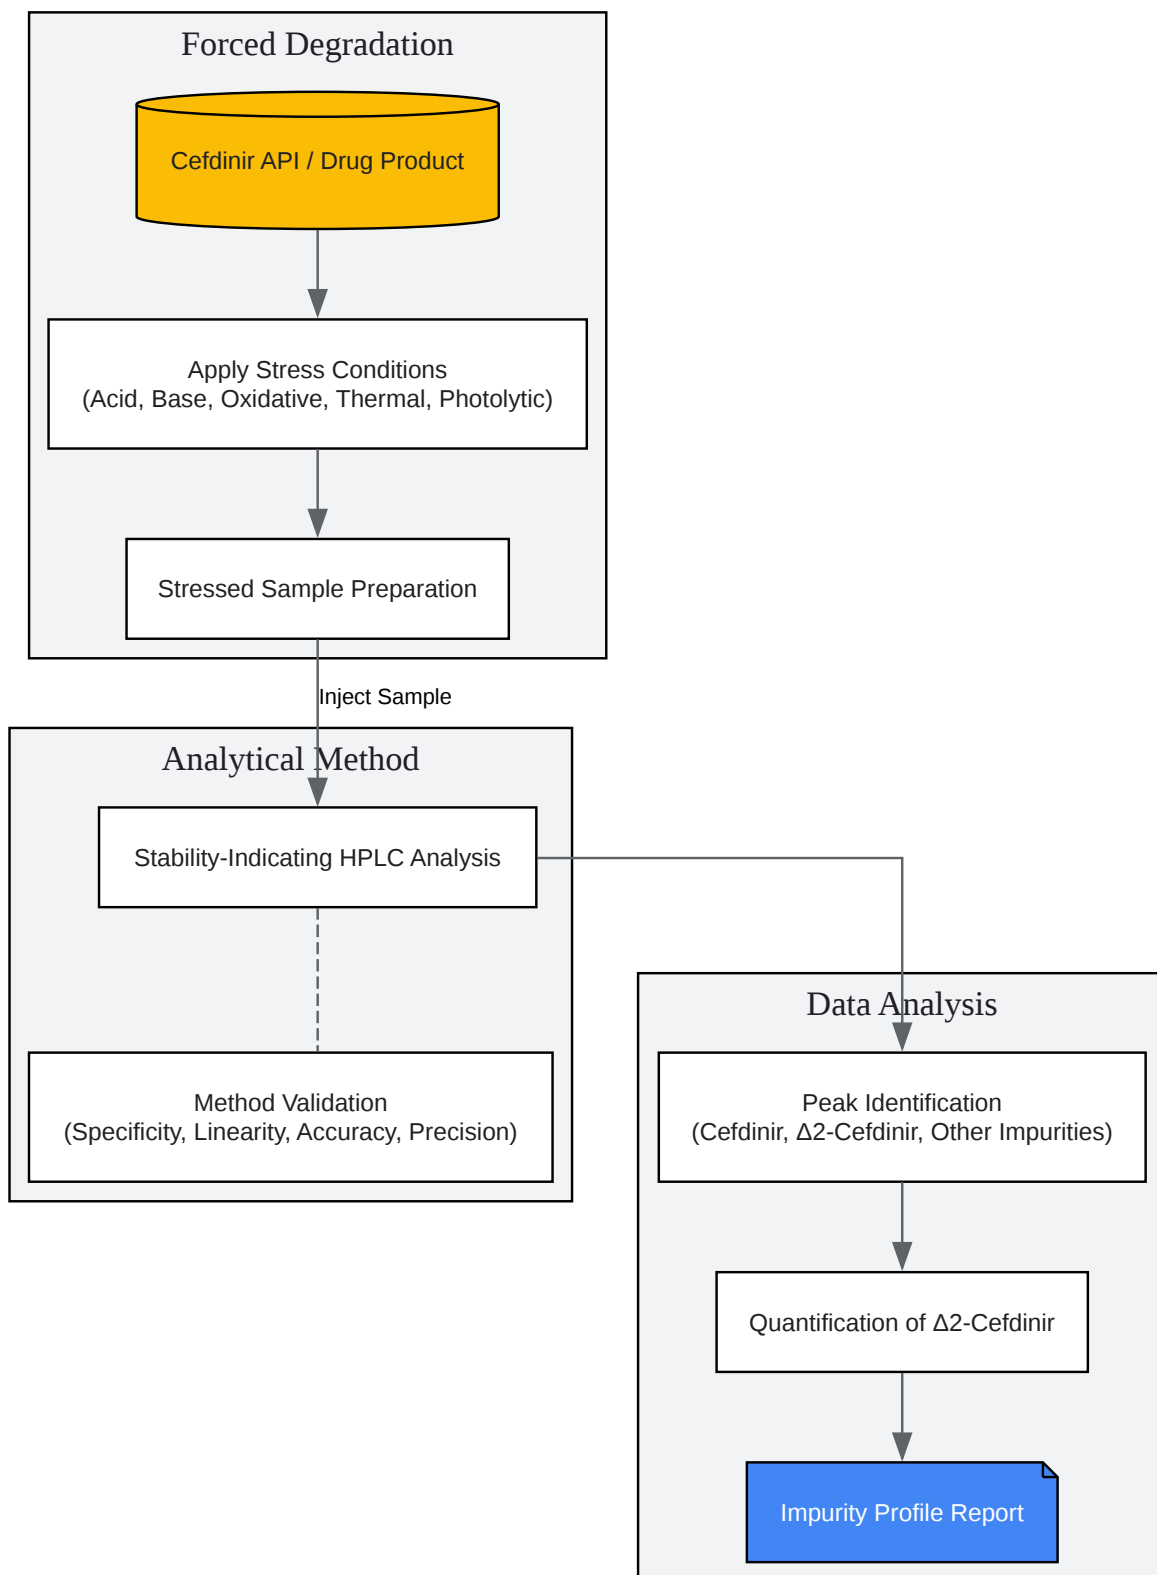 Forced Degradation
Cefdinir API / Drug Product
Apply Stress Conditions
(Acid, Base, Oxidative, Thermal, Photolytic)
Stressed Sample Preparation
Inject Sample
Analytical Method
Stability-Indicating HPLC Analysis
Method Validation
(Specificity, Linearity, Accuracy, Precision)
Data Analysis
Peak Identification
(Cefdinir, Δ2-Cefdinir, Other Impurities)
Quantification of Δ2-Cefdinir
Impurity Profile Report